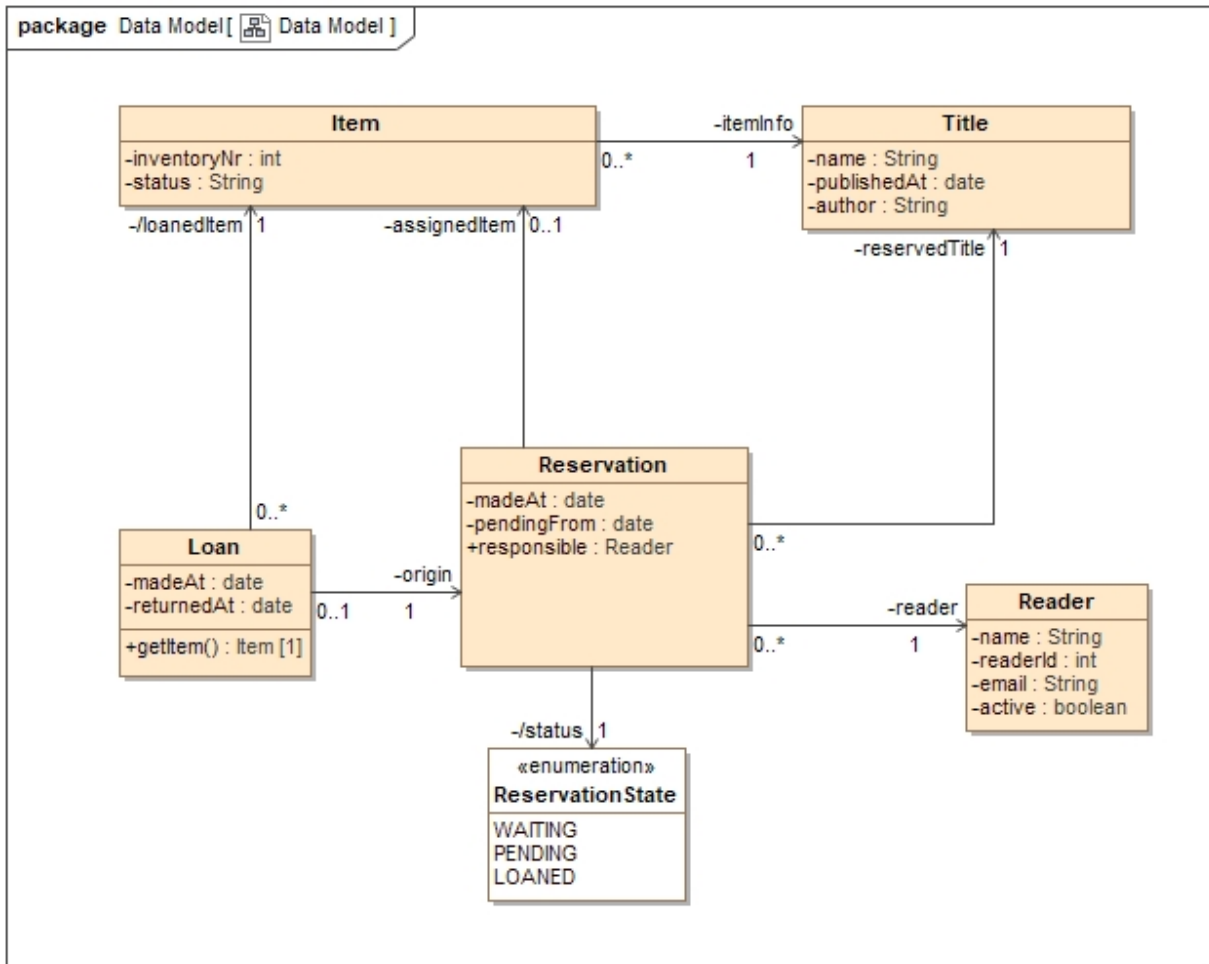 package Data Model[ Data Model ]
Item
-inventoryNr : int
-status : String
-itemInfo
0..*
1
Title
-name : String
-publishedAt : date
-author : String
-/loanedItem 1
-assignedItem 0..1
-reservedTitle 1
Reservation
-madeAt : date
-pendingFrom : date
+responsible : Reader
0..*
0..*
Loan
-madeAt : date
-returnedAt : date
+getItem() : Item [1]
-origin
0..1
1
-reader
0..*
1
Reader
-name : String
-readerId : int
-email : String
-active : boolean
-/status 1
«enumeration»
ReservationState
WAITING
PENDING
LOANED